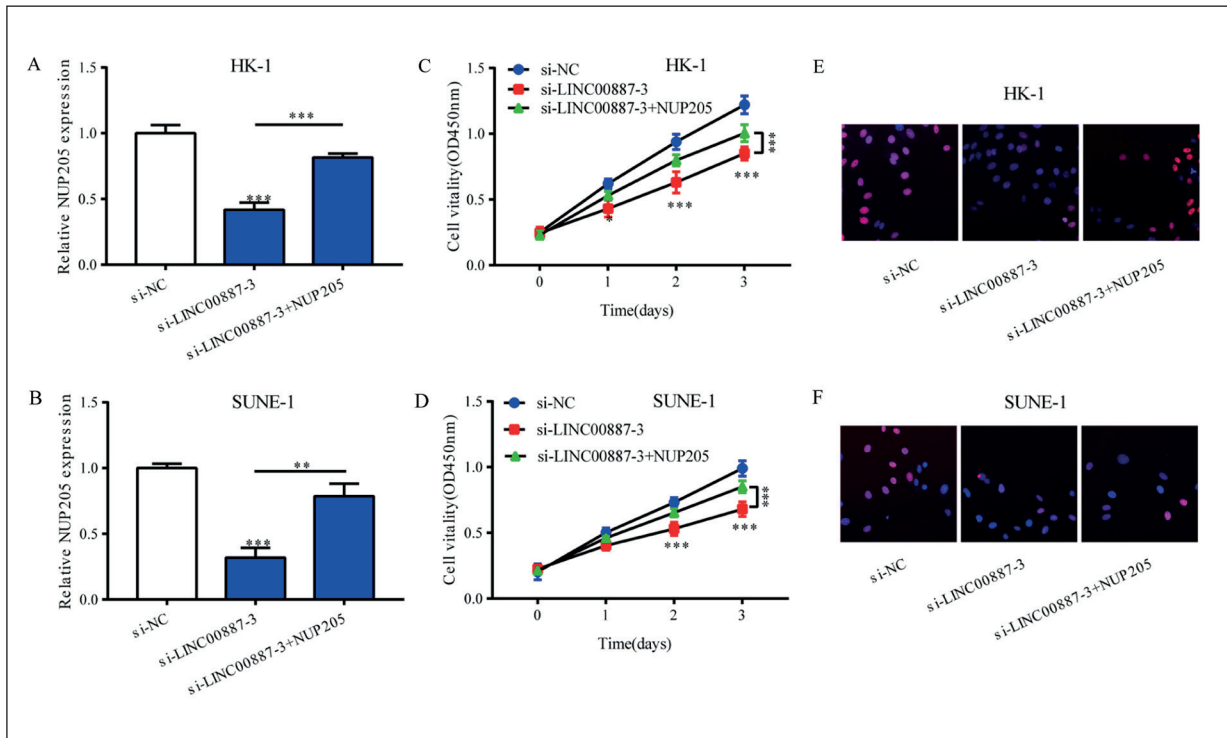 A
HK-1
Relative NUP205 expression
1.5
1.0
0.5
0.0
***
***
si-NC
si-LINC00887-3
si-LINC00887-3+NUP205
C
HK-1
si-NC
si-LINC00887-3
si-LINC00887-3+NUP205
Cell vitality(OD450nm)
1.5
1.0
0.5
0.0
*
***
***
***
0 1 2 3
Time(days)
E
HK-1
si-NC
si-LINC00887-3
si-LINC00887-3+NUP205
B
SUNE-1
Relative NUP205 expression
1.5
1.0
0.5
0.0
***
**
si-NC
si-LINC00887-3
si-LINC00887-3+NUP205
D
SUNE-1
si-NC
si-LINC00887-3
si-LINC00887-3+NUP205
Cell vitality(OD450nm)
1.5
1.0
0.5
0.0
***
***
***
0 1 2 3
Time(days)
F
SUNE-1
si-NC
si-LINC00887-3
si-LINC00887-3+NUP205